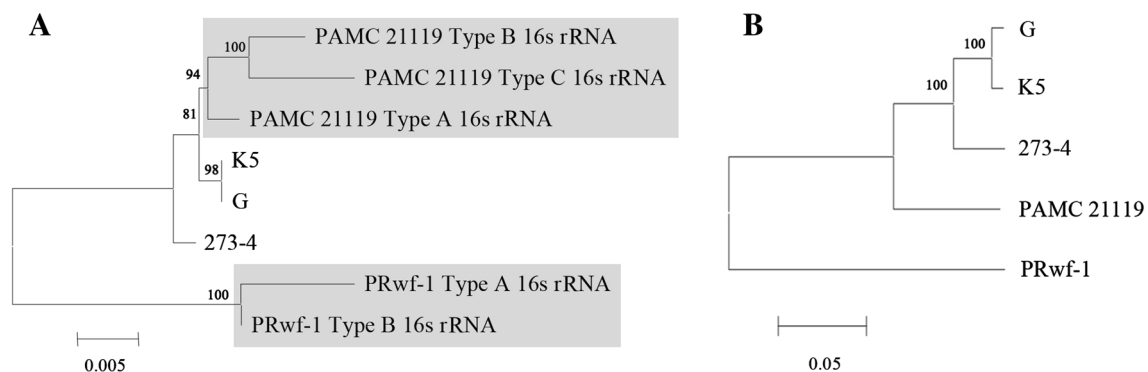 A
100
PAMC 21119 Type B 16s rRNA
94
PAMC 21119 Type C 16s rRNA
81
PAMC 21119 Type A 16s rRNA
98
K5
G
273-4
100
PRwf-1 Type A 16s rRNA
PRwf-1 Type B 16s rRNA
0.005
B
100
G
K5
100
273-4
PAMC 21119
PRwf-1
0.05